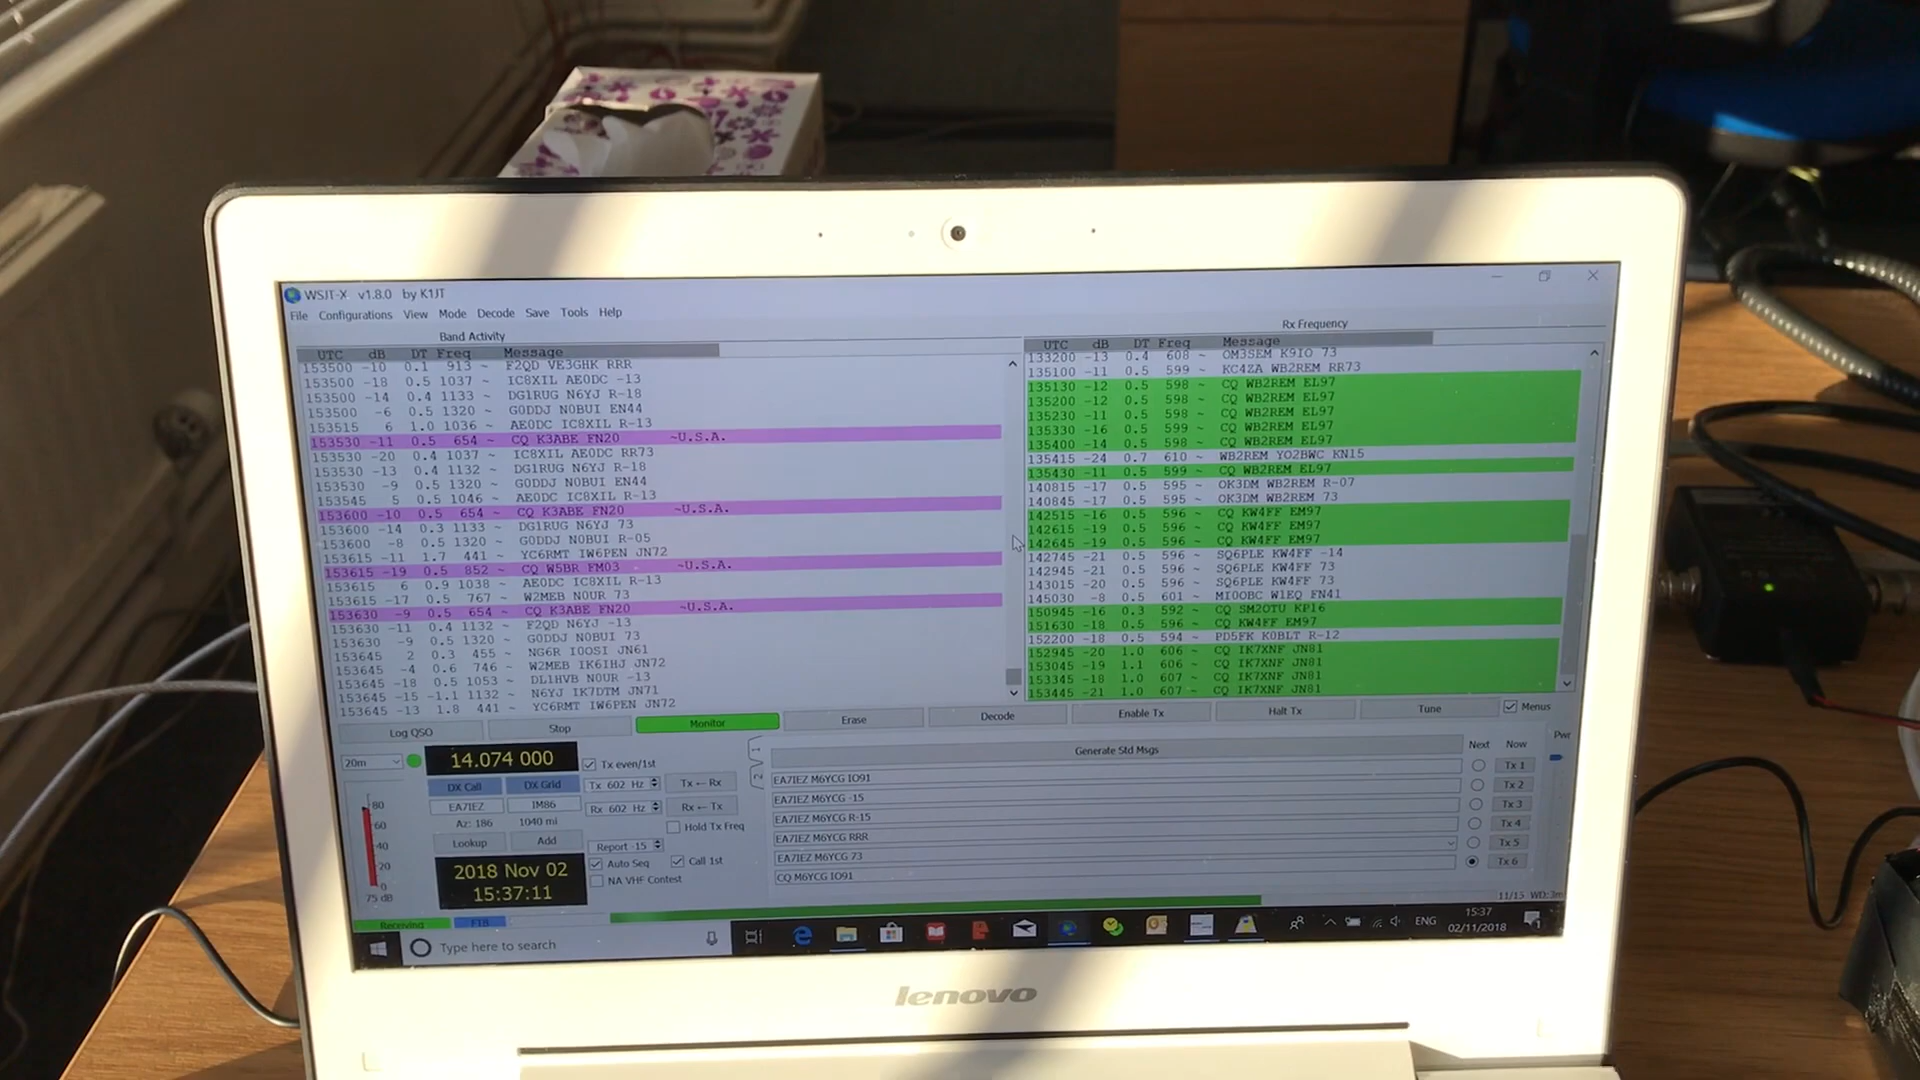 WSJT-X v1.8.0 by K1JT
File Configurations View Mode Decode Save Tools Help
Band Activity
UTC dB DT Freq Message
153500 -10 0.1 913 ~ F2QD VE3GHK RRR
153500 -18 0.5 1037 ~ IC8XIL AE0DC -13
153500 -14 0.4 1133 ~ DG1RUG N6YJ R-18
153500 -6 0.5 1320 ~ G0DDJ N0BUI EN44
153515 6 1.0 1036 ~ AE0DC IC8XIL R-13
153530 -11 0.5 654 ~ CQ K3ABE FN20 ~U.S.A.
153530 -20 0.4 1037 ~ IC8XIL AE0DC RR73
153530 -13 0.4 1132 ~ DG1RUG N6YJ R-18
153530 -9 0.5 1320 ~ G0DDJ N0BUI EN44
153545 5 0.5 1046 ~ AE0DC IC8XIL R-13
153600 -10 0.5 654 ~ CQ K3ABE FN20 ~U.S.A.
153600 -14 0.3 1133 ~ DG1RUG N6YJ 73
153600 -8 0.5 1320 ~ G0DDJ N0BUI R-05
153615 -11 1.7 441 ~ YC6RMT IW6PEN JN72
153615 -19 0.5 852 ~ CQ W5BR FM03 ~U.S.A.
153615 6 0.9 1038 ~ AE0DC IC8XIL R-13
153615 -17 0.5 767 ~ W2MEB N0UR 73
153630 -9 0.5 654 ~ CQ K3ABE FN20 ~U.S.A.
153630 -11 0.4 1132 ~ F2QD N6YJ -13
153630 -9 0.5 1320 ~ G0DDJ N0BUI 73
153645 2 0.3 455 ~ NG6R I0OSI JN61
153645 -4 0.6 746 ~ W2MEB IK6IHJ JN72
153645 -18 0.5 1053 ~ DL1HVB N0UR -13
153645 -15 -1.1 1132 ~ N6YJ IK7DTM JN71
153645 -13 1.8 441 ~ YC6RMT IW6PEN JN72
Rx Frequency
UTC dB DT Freq Message
133200 -13 0.4 608 ~ OM3SEM K9IO 73
135100 -11 0.5 599 ~ KC4ZA WB2REM RR73
135130 -12 0.5 598 ~ CQ WB2REM EL97
135200 -12 0.5 598 ~ CQ WB2REM EL97
135230 -11 0.5 598 ~ CQ WB2REM EL97
135330 -16 0.5 599 ~ CQ WB2REM EL97
135400 -14 0.5 598 ~ CQ WB2REM EL97
135415 -24 0.7 610 ~ WB2REM YO2BWC KN15
135430 -11 0.5 599 ~ CQ WB2REM EL97
140815 -17 0.5 595 ~ OK3DM WB2REM R-07
140845 -17 0.5 595 ~ OK3DM WB2REM 73
142515 -16 0.5 596 ~ CQ KW4FF EM97
142615 -19 0.5 596 ~ CQ KW4FF EM97
142645 -19 0.5 596 ~ CQ KW4FF EM97
142745 -21 0.5 596 ~ SQ6PLE KW4FF -14
142945 -21 0.5 596 ~ SQ6PLE KW4FF 73
143015 -20 0.5 596 ~ SQ6PLE KW4FF 73
145030 -8 0.5 601 ~ MI0OBC W1EQ FN41
150945 -16 0.3 592 ~ CQ SM2OTU KP16
151630 -18 0.5 596 ~ CQ KW4FF EM97
152200 -18 0.5 594 ~ PD5FK K0BLT R-12
152945 -20 1.0 606 ~ CQ IK7XNF JN81
153045 -19 1.1 606 ~ CQ IK7XNF JN81
153345 -18 1.0 607 ~ CQ IK7XNF JN81
153445 -21 1.0 607 ~ CQ IK7XNF JN81
Log QSO Stop Monitor Erase Decode Enable Tx Halt Tx Tune Menus
20m 14.074 000 Tx even/1st
DX Call DX Grid Tx 602 Hz Tx ← Rx
EA7IEZ IM86 Rx 602 Hz Rx ← Tx
Az: 186 1040 mi Hold Tx Freq
Lookup Add Report -15
2018 Nov 02 Auto Seq Call 1st
15:37:11 NA VHF Contest
80
60
40
20
0
75 dB
1
2
Generate Std Msgs Next Now Pwr
EA7IEZ M6YCG IO91 Tx 1
EA7IEZ M6YCG -15 Tx 2
EA7IEZ M6YCG R-15 Tx 3
EA7IEZ M6YCG RRR Tx 4
EA7IEZ M6YCG 73 Tx 5
CQ M6YCG IO91 Tx 6
Receiving FT8 11/15 WD:3m
Type here to search ENG 15:37
02/11/2018
lenovo